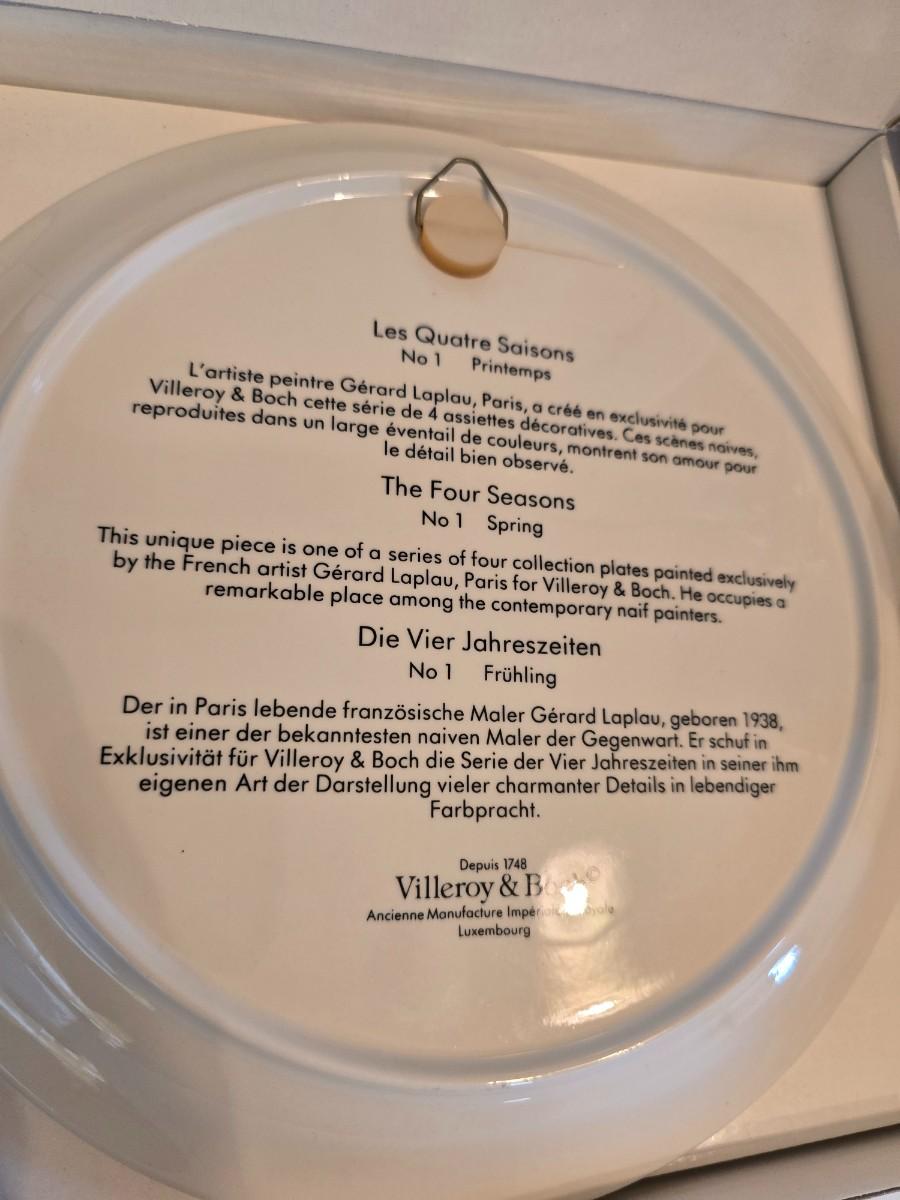 Les Quatre Saisons
No 1 Printemps
L'artiste peintre Gérard Laplau, Paris, a créé en exclusivité pour
Villeroy & Boch cette série de 4 assiettes décoratives. Ces scènes naives,
reproduites dans un large éventail de couleurs, montrent son amour pour
le détail bien observé.
The Four Seasons
No 1 Spring
This unique piece is one of a series of four collection plates painted exclusively
by the French artist Gérard Laplau, Paris for Villeroy & Boch. He occupies a
remarkable place among the contemporary naif painters.
Die Vier Jahreszeiten
No 1 Frühling
Der in Paris lebende französische Maler Gérard Laplau, geboren 1938,
ist einer der bekanntesten naiven Maler der Gegenwart. Er schuf in
Exklusivität für Villeroy & Boch die Serie der Vier Jahreszeiten in seiner ihm
eigenen Art der Darstellung vieler charmanter Details in lebendiger
Farbpracht.
Depuis 1748
Villeroy & Boch©
Ancienne Manufacture Impériale Royale
Luxembourg